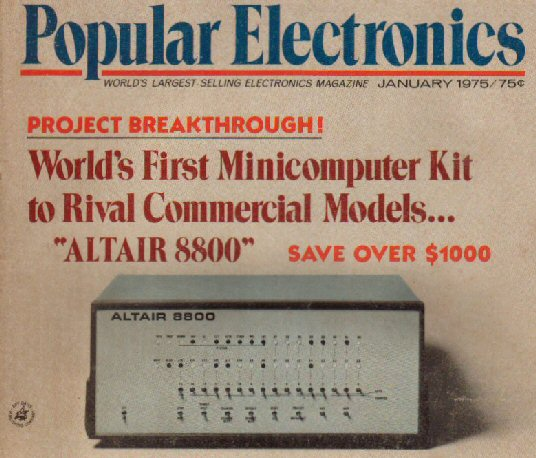 Popular Electronics
WORLD'S LARGEST-SELLING ELECTRONICS MAGAZINE JANUARY 1975/75¢
PROJECT BREAKTHROUGH!
World's First Minicomputer Kit
to Rival Commercial Models...
"ALTAIR 8800" SAVE OVER $1000
ALTAIR 8800